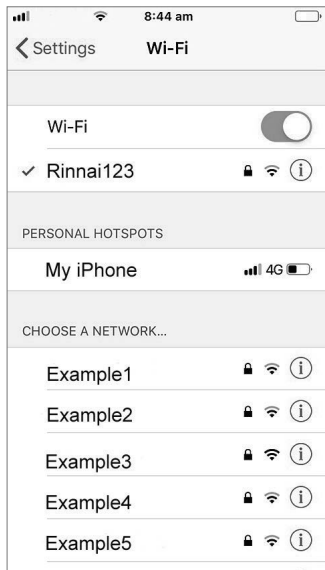 8:44 am
Settings
Wi-Fi
Wi-Fi
Rinnai123
PERSONAL HOTSPOTS
My iPhone 4G
CHOOSE A NETWORK...
Example1
Example2
Example3
Example4
Example5